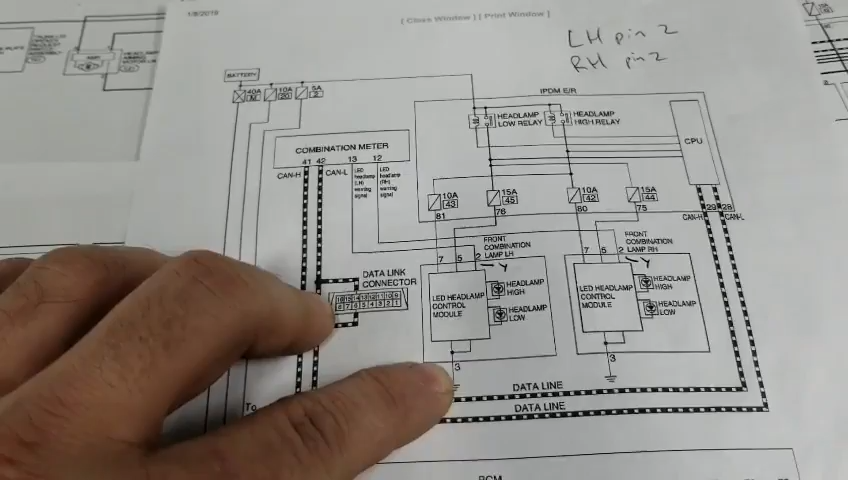 1/8/2019
[ Close Window ] [ Print Window ]
LH pin 2
RH pin 2
BATTERY
40A
M
10A
20
5A
2
IPDM E/R
HEADLAMP
LOW RELAY
HEADLAMP
HIGH RELAY
CPU
COMBINATION METER
41 42 13 12
CAN-H
CAN-L
LED
headlamp
(LH)
warning
signal
LED
headlamp
(RH)
warning
signal
10A
43
81
15A
45
76
10A
42
80
15A
44
75
29 28
CAN-H
CAN-L
7 5 2
FRONT
COMBINATION
LAMP LH
Y
7 5 2
FRONT
COMBINATION
LAMP RH
Y
DATA LINK
CONNECTOR
LED HEADLAMP
CONTROL
MODULE
HEADLAMP
HIGH
HEADLAMP
LOW
3
LED HEADLAMP
CONTROL
MODULE
HEADLAMP
HIGH
HEADLAMP
LOW
3
DATA LINE
DATA LINE
To
BCM